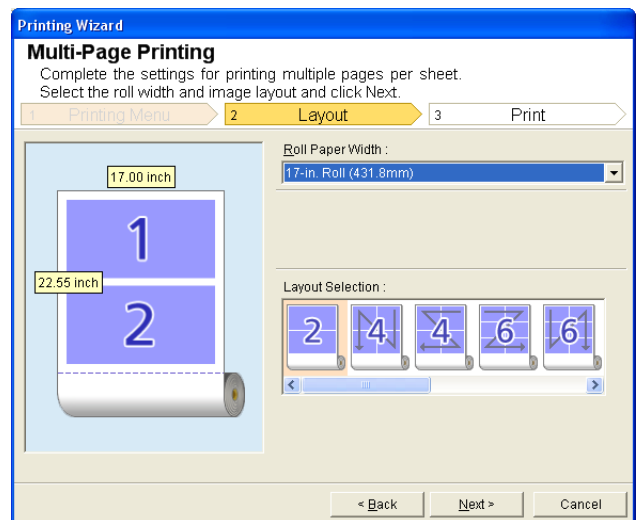 Printing Wizard
Multi-Page Printing
Complete the settings for printing multiple pages per sheet.
Select the roll width and image layout and click Next.
1 Printing Menu 2 Layout 3 Print
Roll Paper Width :
17-in. Roll (431.8mm)
17.00 inch
1
22.55 inch
2
Layout Selection :
2 4 4 6 6
< Back Next > Cancel